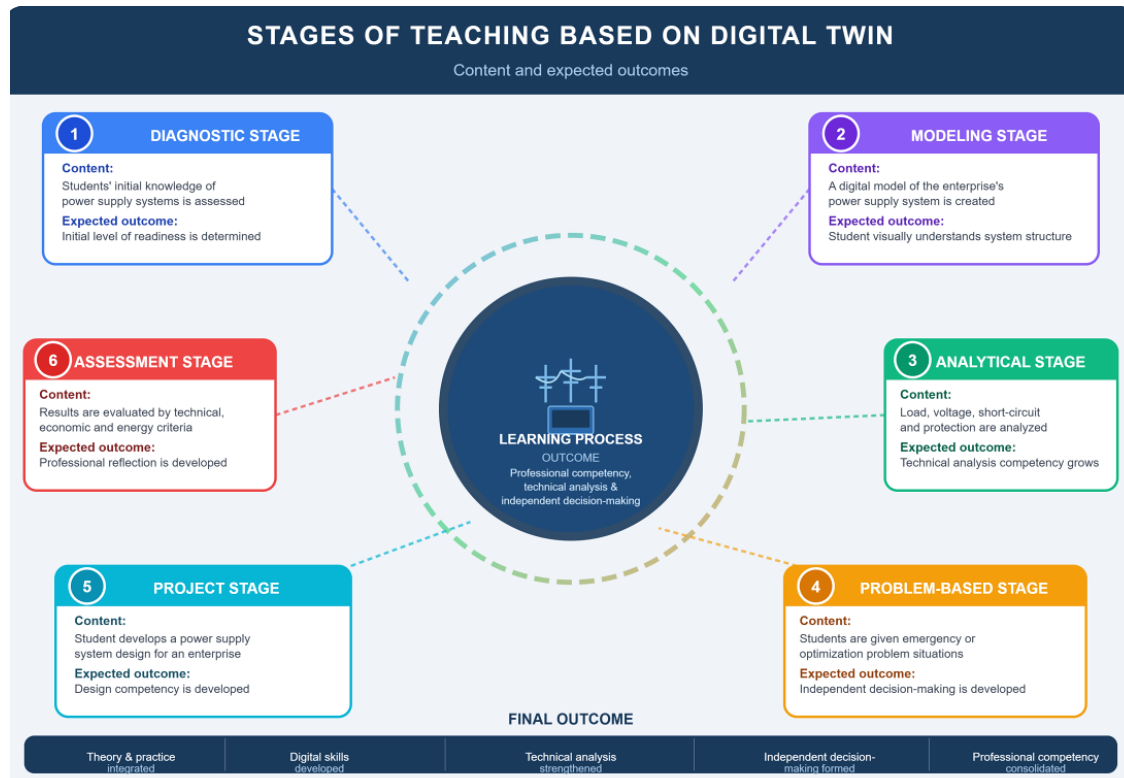 STAGES OF TEACHING BASED ON DIGITAL TWIN
Content and expected outcomes
1
DIAGNOSTIC STAGE
Content:
Students' initial knowledge of
power supply systems is assessed
Expected outcome:
Initial level of readiness is determined
2
MODELING STAGE
Content:
A digital model of the enterprise's
power supply system is created
Expected outcome:
Student visually understands system structure
3
ANALYTICAL STAGE
Content:
Load, voltage, short-circuit
and protection are analyzed
Expected outcome:
Technical analysis competency grows
4
PROBLEM-BASED STAGE
Content:
Students are given emergency or
optimization problem situations
Expected outcome:
Independent decision-making is developed
5
PROJECT STAGE
Content:
Student develops a power supply
system design for an enterprise
Expected outcome:
Design competency is developed
6
ASSESSMENT STAGE
Content:
Results are evaluated by technical,
economic and energy criteria
Expected outcome:
Professional reflection is developed
LEARNING PROCESS
OUTCOME
Professional competency,
technical analysis &
independent decision-making
FINAL OUTCOME
Theory & practice
integrated
Digital skills
developed
Technical analysis
strengthened
Independent decision-
making formed
Professional competency
consolidated